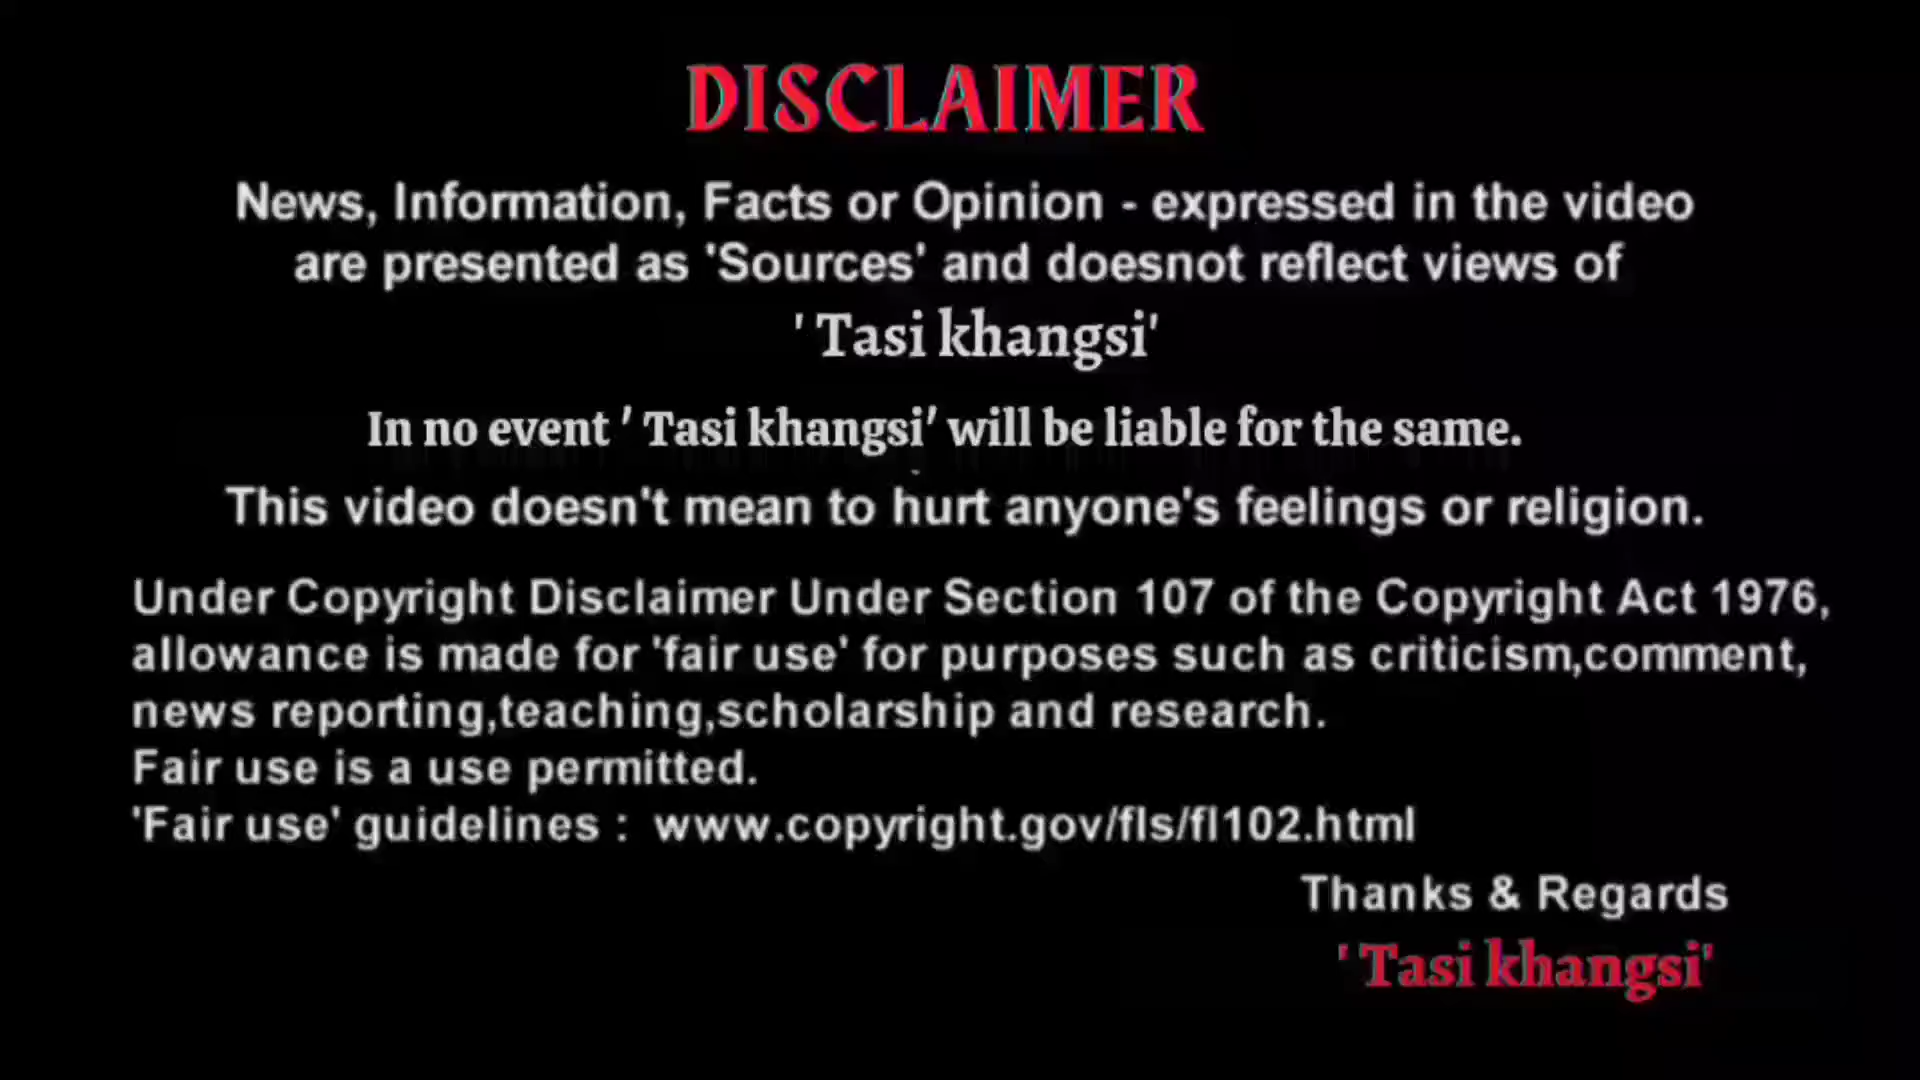 DISCLAIMER
News, Information, Facts or Opinion - expressed in the video
are presented as 'Sources' and doesnot reflect views of
' Tasi khangsi'
In no event ' Tasi khangsi' will be liable for the same.
This video doesn't mean to hurt anyone's feelings or religion.
Under Copyright Disclaimer Under Section 107 of the Copyright Act 1976,
allowance is made for 'fair use' for purposes such as criticism,comment,
news reporting,teaching,scholarship and research.
Fair use is a use permitted.
'Fair use' guidelines : www.copyright.gov/fls/fl102.html
Thanks & Regards
' Tasi khangsi'